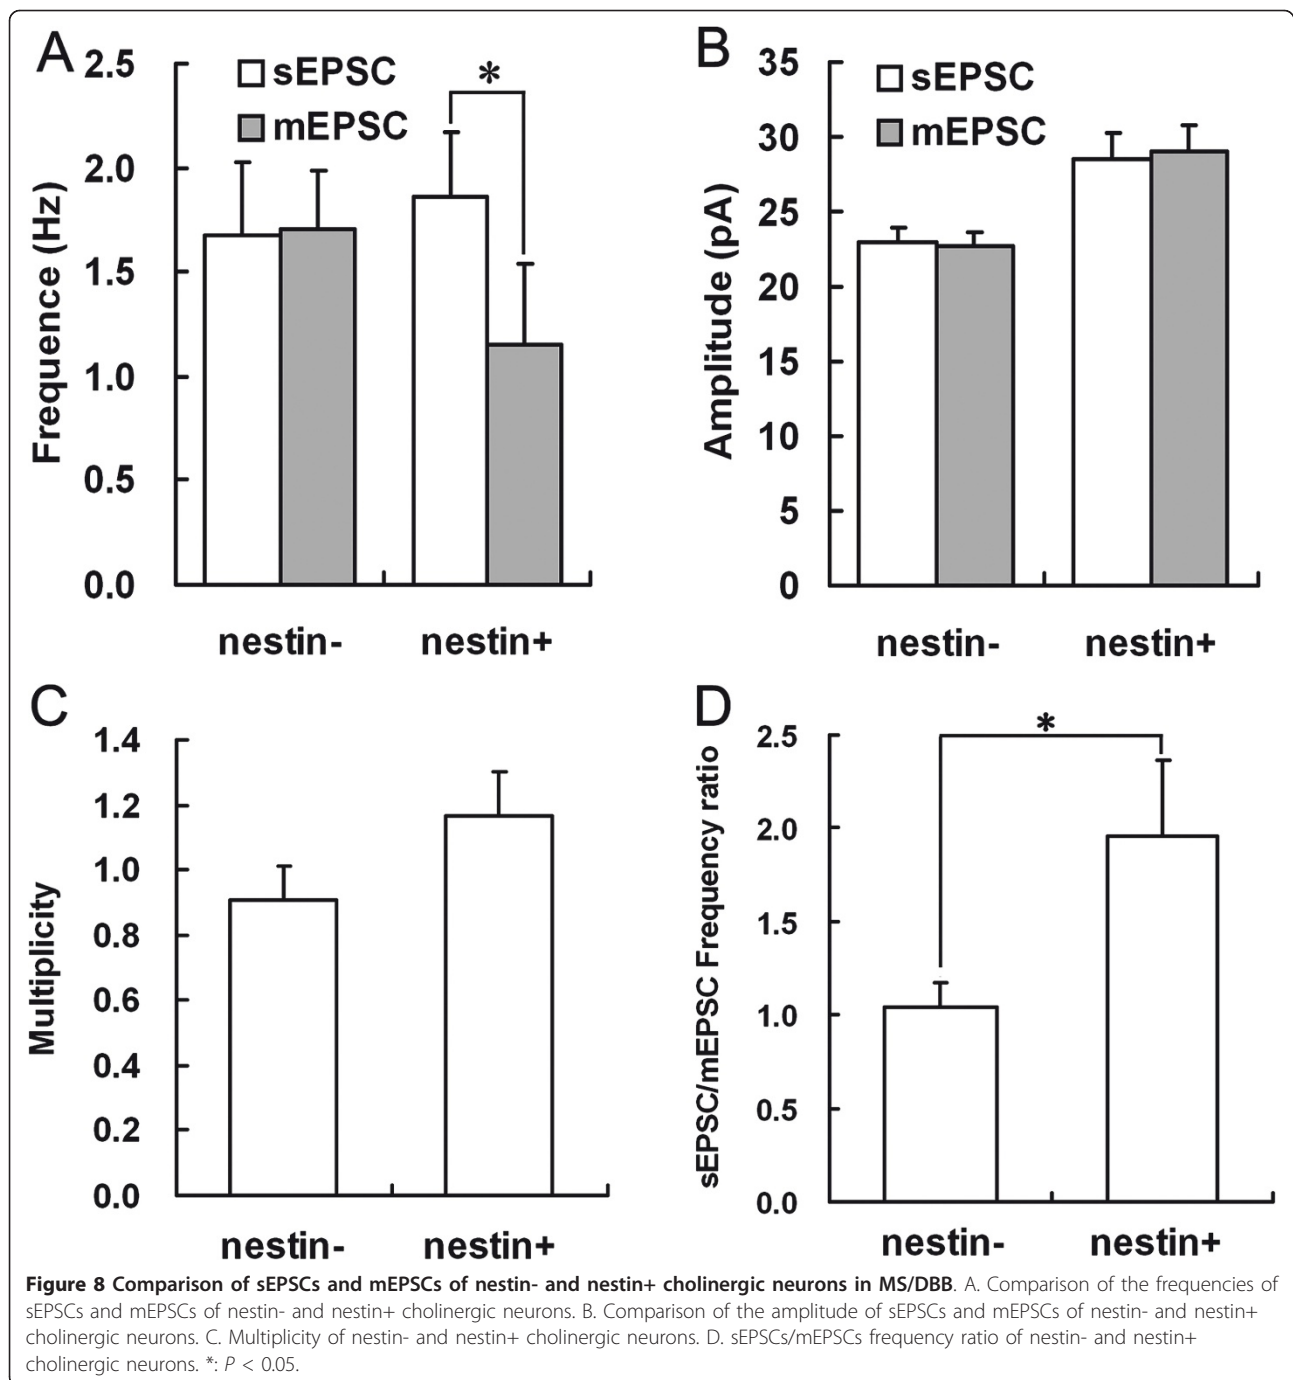 A
2.5
2.0
1.5
1.0
0.5
0.0
Frequence (Hz)
sEPSC
mEPSC
*
nestin-
nestin+
B
35
30
25
20
15
10
5
0
Amplitude (pA)
sEPSC
mEPSC
nestin-
nestin+
C
1.4
1.2
1.0
0.8
0.6
0.4
0.2
0.0
Multiplicity
nestin-
nestin+
D
2.5
2.0
1.5
1.0
0.5
0.0
sEPSC/mEPSC Frequency ratio
*
nestin-
nestin+
Figure 8 Comparison of sEPSCs and mEPSCs of nestin- and nestin+ cholinergic neurons in MS/DBB. A. Comparison of the frequencies of
sEPSCs and mEPSCs of nestin- and nestin+ cholinergic neurons. B. Comparison of the amplitude of sEPSCs and mEPSCs of nestin- and nestin+
cholinergic neurons. C. Multiplicity of nestin- and nestin+ cholinergic neurons. D. sEPSCs/mEPSCs frequency ratio of nestin- and nestin+
cholinergic neurons. *: P < 0.05.